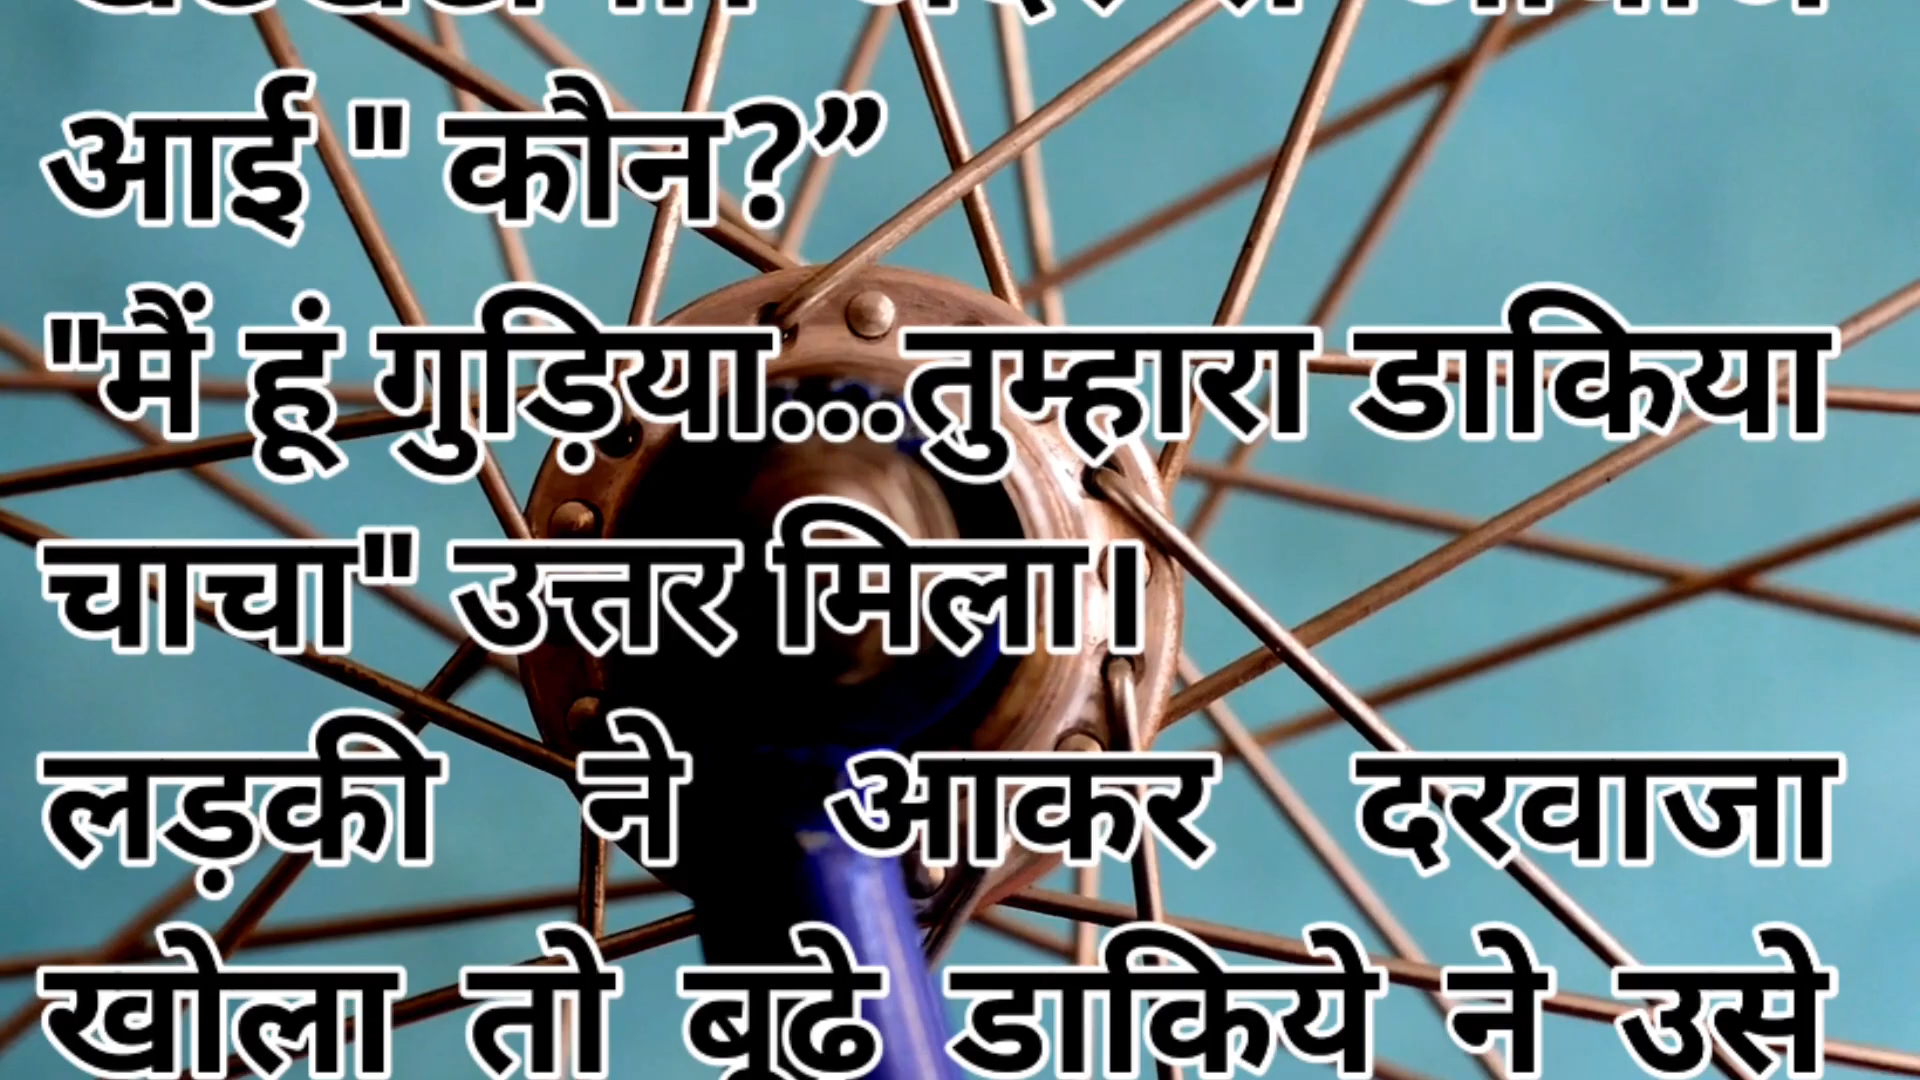 आई " कौन?”
"मैं हूं गुड़िया...तुम्हारा डाकिया
चाचा" उत्तर मिला।
लड़की ने आकर दरवाजा
खोला तो बूढे डाकिये ने उसे